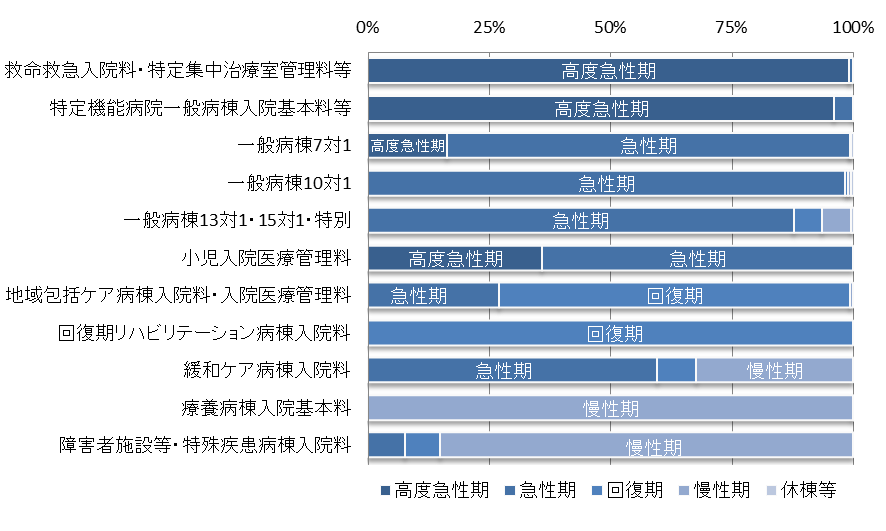 0% 25% 50% 75% 100%
救命救急入院料・特定集中治療室管理料等 高度急性期
特定機能病院一般病棟入院基本料等 高度急性期
一般病棟7対1 高度急性期 急性期
一般病棟10対1 急性期
一般病棟13対1・15対1・特別 急性期
小児入院医療管理料 高度急性期 急性期
地域包括ケア病棟入院料・入院医療管理料 急性期 回復期
回復期リハビリテーション病棟入院料 回復期
緩和ケア病棟入院料 急性期 慢性期
療養病棟入院基本料 慢性期
障害者施設等・特殊疾患病棟入院料 慢性期
高度急性期 急性期 回復期 慢性期 休棟等